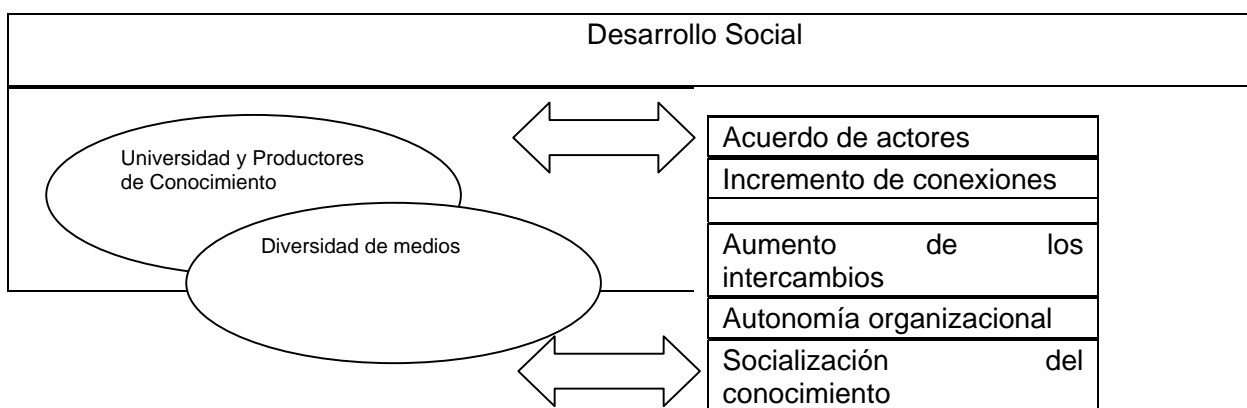 Desarrollo Social
Universidad y Productores
de Conocimiento
Diversidad de medios
Acuerdo de actores
Incremento de conexiones
Aumento de los
intercambios
Autonomía organizacional
Socialización del
conocimiento